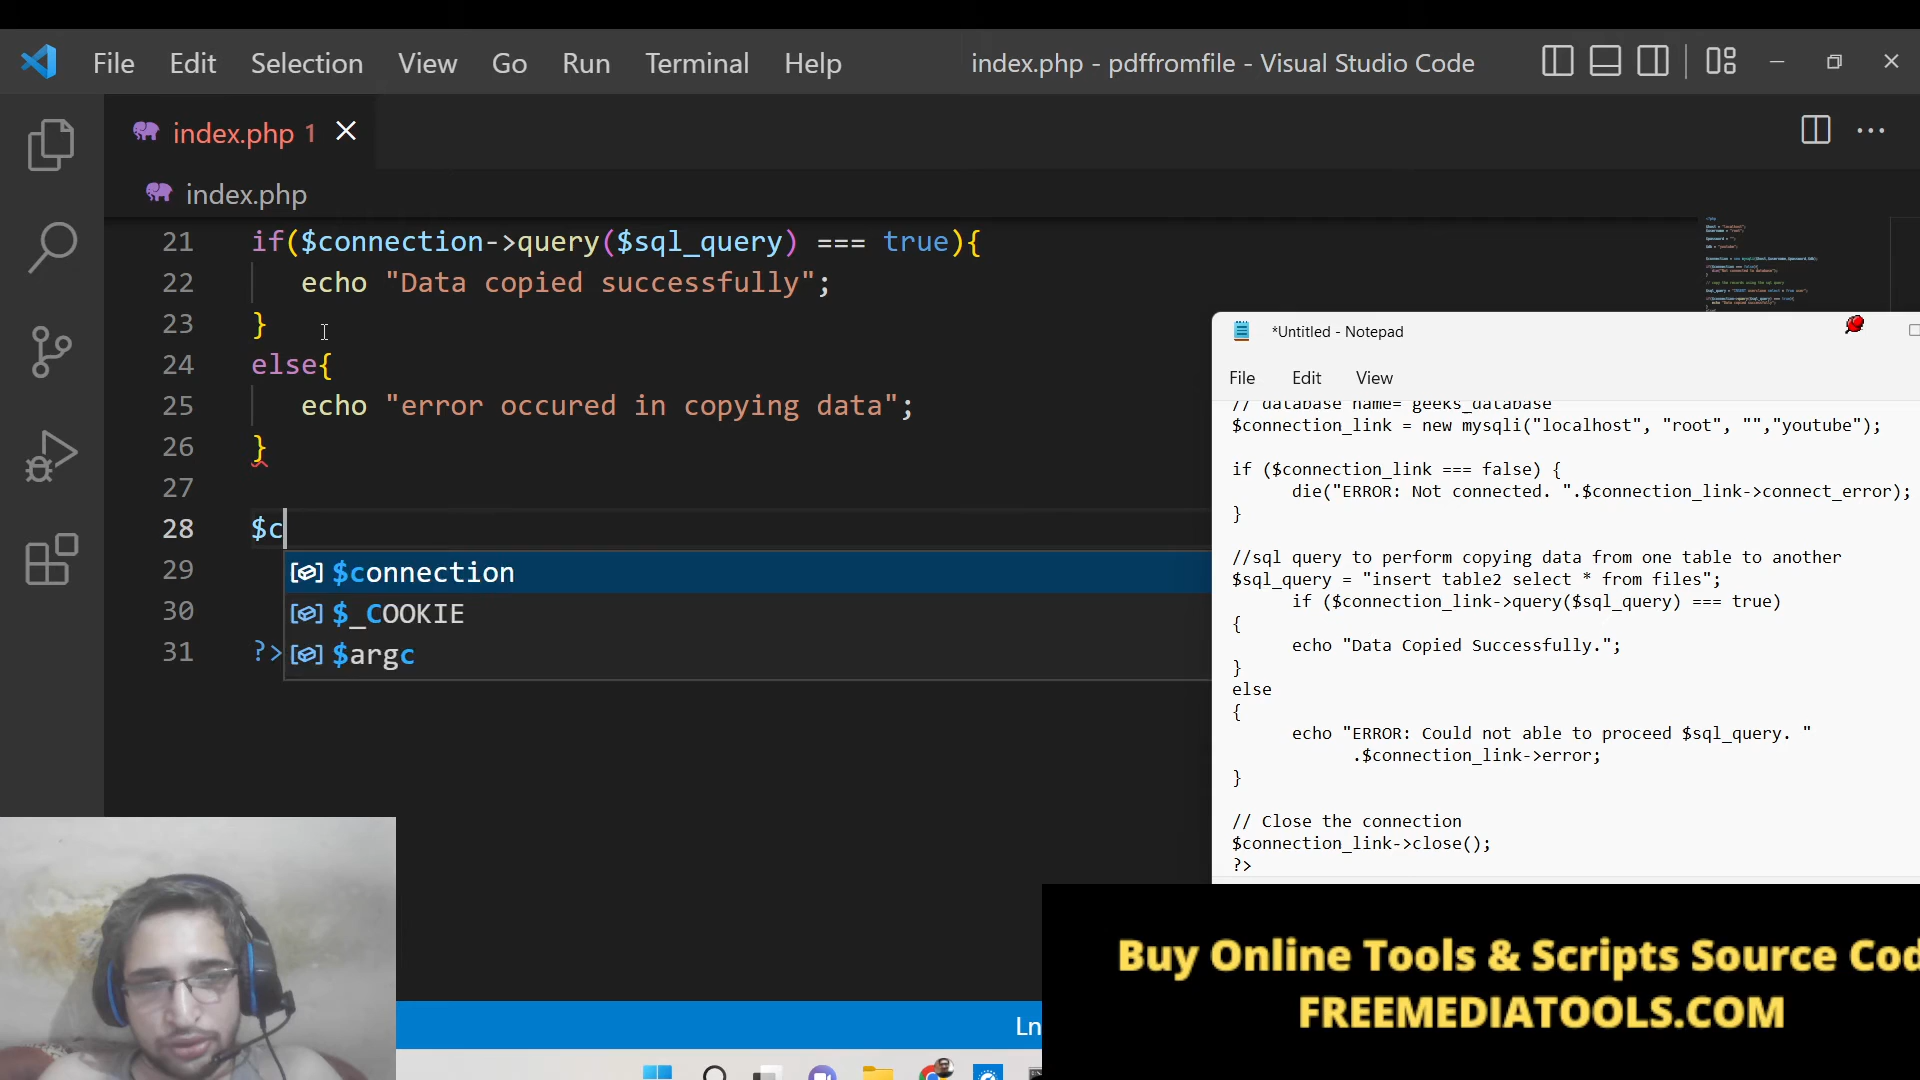 File Edit Selection View Go Run Terminal Help index.php - pdffromfile - Visual Studio Code
index.php 1
index.php
21 if($connection->query($sql_query) === true){
22 echo "Data copied successfully";
23 }
24 else{
25 echo "error occured in copying data";
26 }
27
28 $c
29 $connection
30 $_COOKIE
31 ?> $argc
*Untitled - Notepad
File Edit View
// database name= geeks_database
$connection_link = new mysqli("localhost", "root", "","youtube");
if ($connection_link === false) {
die("ERROR: Not connected. ".$connection_link->connect_error);
}
//sql query to perform copying data from one table to another
$sql_query = "insert table2 select * from files";
if ($connection_link->query($sql_query) === true)
{
echo "Data Copied Successfully.";
}
else
{
echo "ERROR: Could not able to proceed $sql_query. "
.$connection_link->error;
}
// Close the connection
$connection_link->close();
?>
Buy Online Tools & Scripts Source Cod
FREEMEDIATOOLS.COM
Ln